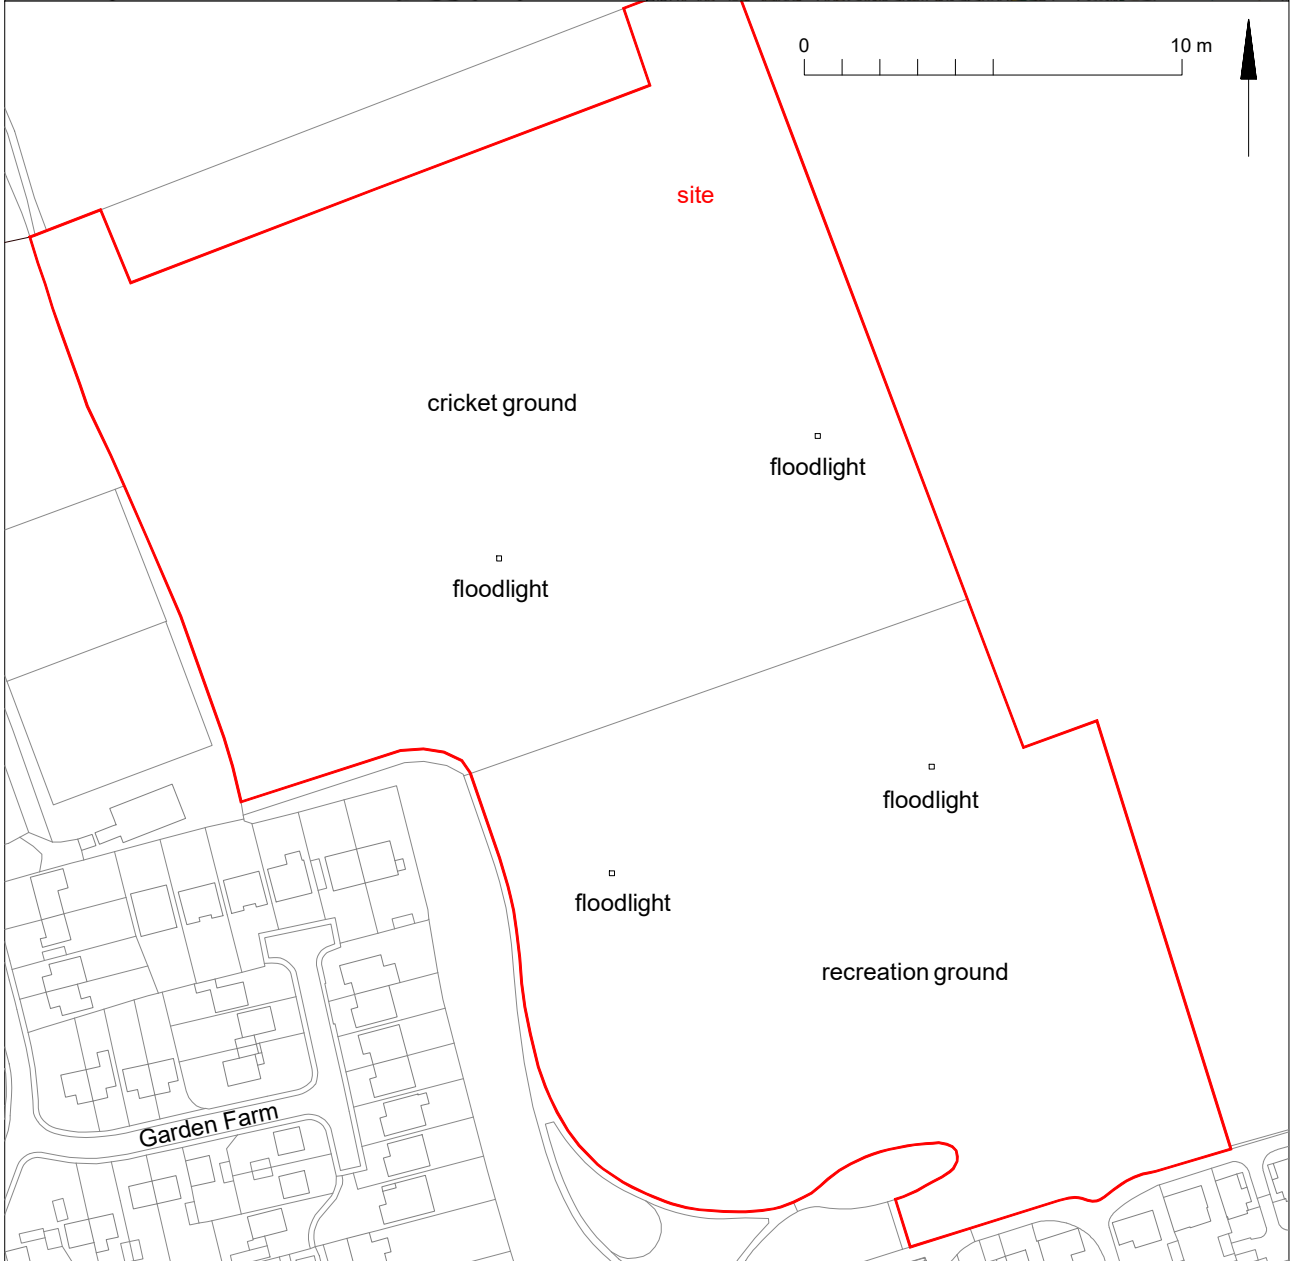 0
10 m
site
cricket ground
floodlight
floodlight
floodlight
floodlight
recreation ground
Garden Farm